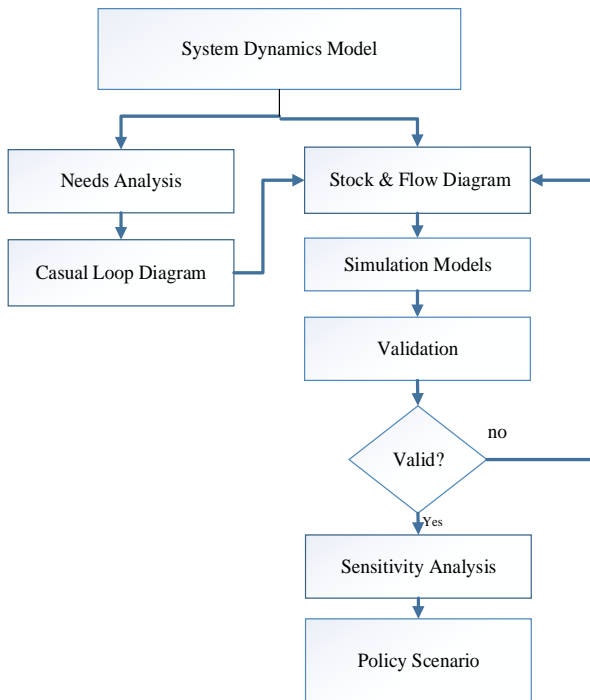 System Dynamics Model
Needs Analysis
Stock & Flow Diagram
Casual Loop Diagram
Simulation Models
Validation
Valid?
no
Yes
Sensitivity Analysis
Policy Scenario